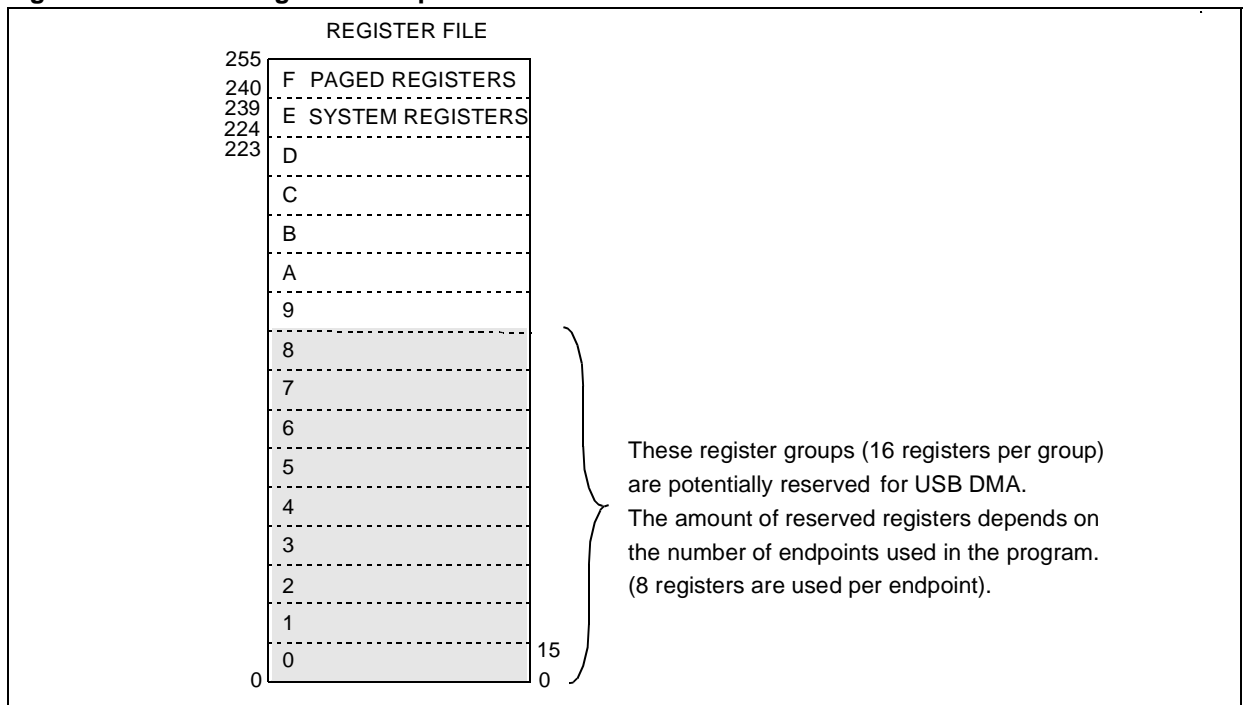 REGISTER FILE
255
240
F PAGED REGISTERS
239
224
E SYSTEM REGISTERS
223
D
C
B
A
9
8
7
6
5
4
3
2
1
0
15
0
0
These register groups (16 registers per group)
are potentially reserved for USB DMA.
The amount of reserved registers depends on
the number of endpoints used in the program.
(8 registers are used per endpoint).